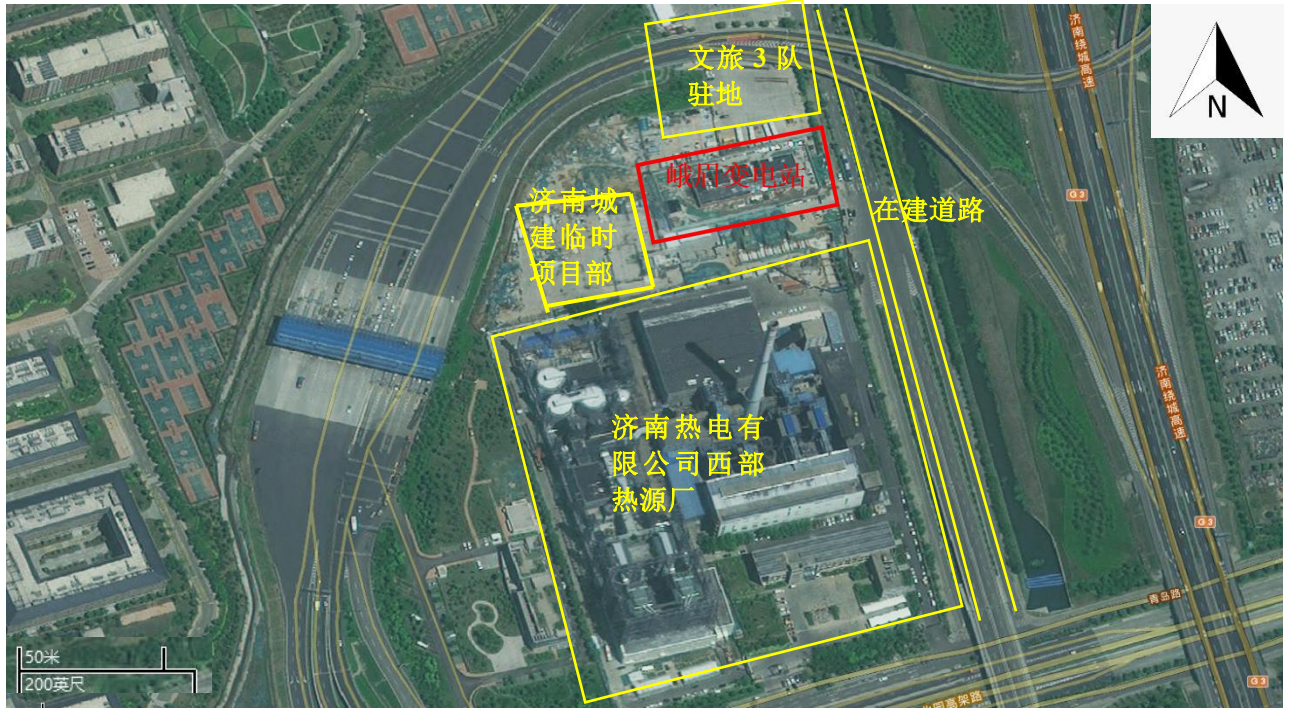 济南绕城高速
文旅 3 队
驻地
N
峨眉变电站
G3
济南城
建临时
项目部
在建道路
济南绕城高速
济南热电有
限公司西部
热源厂
G3
青岛路
50米
200英尺
G3
高架路